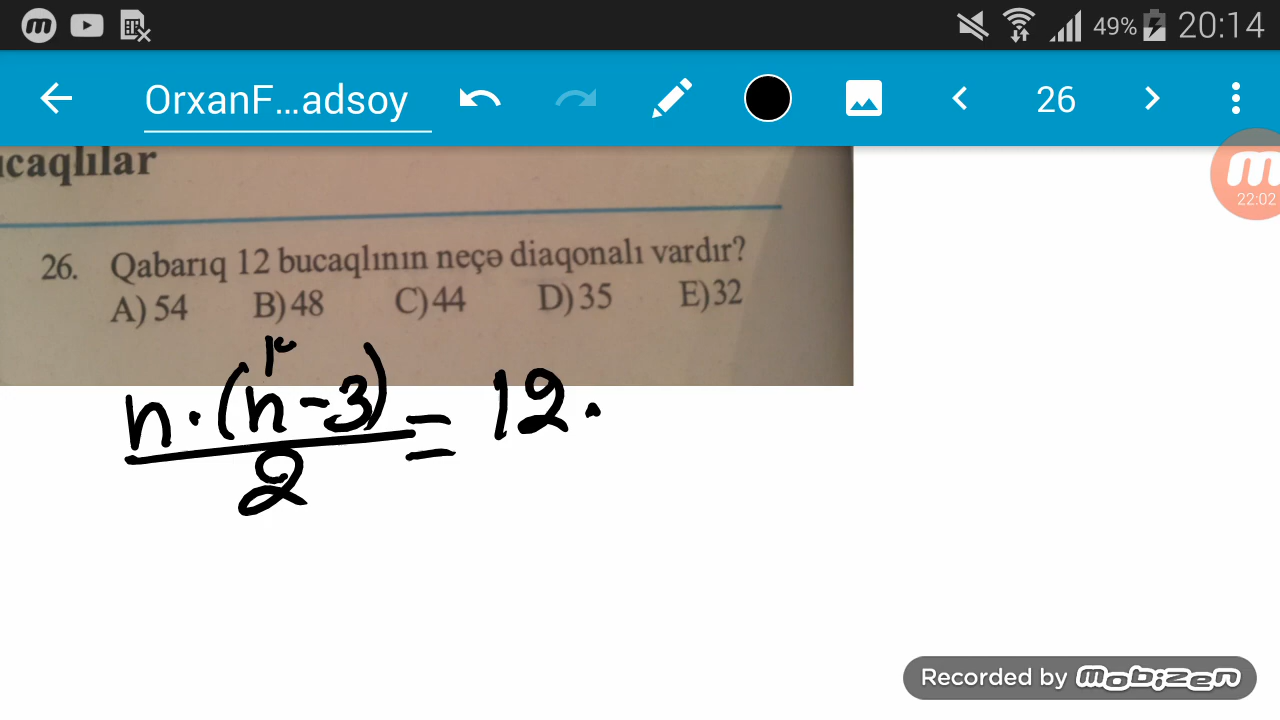 49% 20:14
OrxanF...adsoy 26
22:02
ucaqlılar
26. Qabarıq 12 bucaqlının neçə diaqonalı vardır?
A) 54 B) 48 C) 44 D) 35 E) 32
n·(n-3)
= 12·
2
Recorded by mobizen